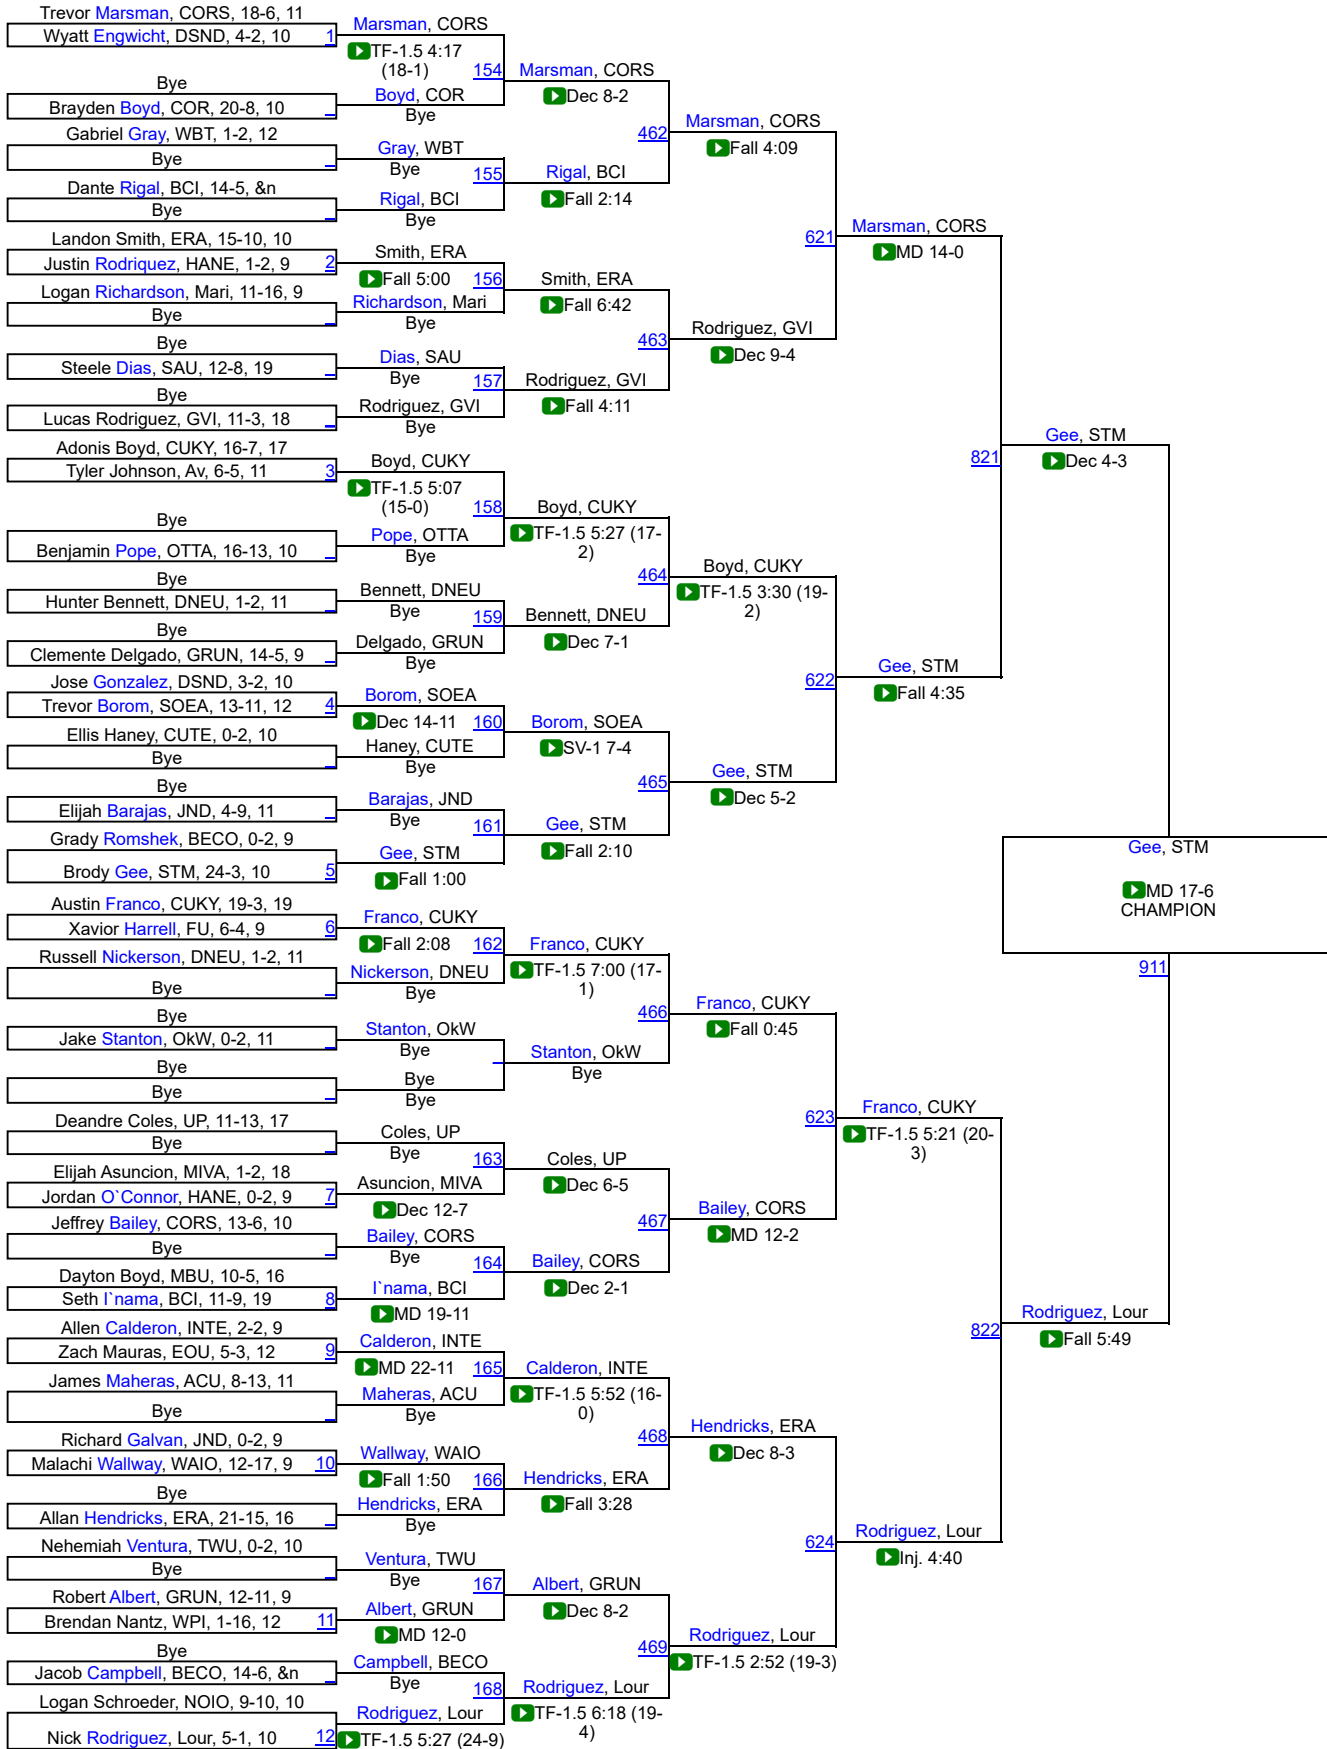 Trevor Marsman, CORS, 18-6, 11
Wyatt Engwicht, DSND, 4-2, 10 1
Bye
Brayden Boyd, COR, 20-8, 10
Gabriel Gray, WBT, 1-2, 12
Bye
Dante Rigal, BCI, 14-5, &n
Bye
Landon Smith, ERA, 15-10, 10
Justin Rodriquez, HANE, 1-2, 9 2
Logan Richardson, Mari, 11-16, 9
Bye
Bye
Steele Dias, SAU, 12-8, 19
Bye
Lucas Rodriguez, GVI, 11-3, 18
Adonis Boyd, CUKY, 16-7, 17
Tyler Johnson, Av, 6-5, 11 3
Bye
Benjamin Pope, OTTA, 16-13, 10
Bye
Hunter Bennett, DNEU, 1-2, 11
Bye
Clemente Delgado, GRUN, 14-5, 9
Jose Gonzalez, DSND, 3-2, 10
Trevor Borom, SOEA, 13-11, 12 4
Ellis Haney, CUTE, 0-2, 10
Bye
Bye
Elijah Barajas, JND, 4-9, 11
Grady Romshek, BECO, 0-2, 9
Brody Gee, STM, 24-3, 10 5
Austin Franco, CUKY, 19-3, 19
Xavior Harrell, FU, 6-4, 9 6
Russell Nickerson, DNEU, 1-2, 11
Bye
Bye
Jake Stanton, OkW, 0-2, 11
Bye
Bye
Deandre Coles, UP, 11-13, 17
Bye
Elijah Asuncion, MIVA, 1-2, 18
Jordan O`Connor, HANE, 0-2, 9 7
Jeffrey Bailey, CORS, 13-6, 10
Bye
Dayton Boyd, MBU, 10-5, 16
Seth I`nama, BCI, 11-9, 19 8
Allen Calderon, INTE, 2-2, 9
Zach Mauras, EOU, 5-3, 12 9
James Maheras, ACU, 8-13, 11
Bye
Richard Galvan, JND, 0-2, 9
Malachi Wallway, WAIO, 12-17, 9 10
Bye
Allan Hendricks, ERA, 21-15, 16
Nehemiah Ventura, TWU, 0-2, 10
Bye
Robert Albert, GRUN, 12-11, 9
Brendan Nantz, WPI, 1-16, 12 11
Bye
Jacob Campbell, BECO, 14-6, &n
Logan Schroeder, NOIO, 9-10, 10
Nick Rodriguez, Lour, 5-1, 10 12
Marsman, CORS
TF-1.5 4:17
(18-1) 154
Boyd, COR
Bye
Gray, WBT
Bye 155
Rigal, BCI
Bye
Smith, ERA
Fall 5:00 156
Richardson, Mari
Bye
Dias, SAU
Bye 157
Rodriguez, GVI
Bye
Boyd, CUKY
TF-1.5 5:07
(15-0) 158
Pope, OTTA
Bye
Bennett, DNEU
Bye 159
Delgado, GRUN
Bye
Borom, SOEA
Dec 14-11 160
Haney, CUTE
Bye
Barajas, JND
Bye 161
Gee, STM
Fall 1:00
Franco, CUKY
Fall 2:08 162
Nickerson, DNEU
Bye
Stanton, OkW
Bye
Bye
Bye
Coles, UP
Bye 163
Asuncion, MIVA
Dec 12-7
Bailey, CORS
Bye 164
I`nama, BCI
MD 19-11
Calderon, INTE
MD 22-11 165
Maheras, ACU
Bye
Wallway, WAIO
Fall 1:50 166
Hendricks, ERA
Bye
Ventura, TWU
Bye 167
Albert, GRUN
MD 12-0
Campbell, BECO
Bye 168
Rodriguez, Lour
TF-1.5 5:27 (24-9)
Marsman, CORS
Dec 8-2
462
Rigal, BCI
Fall 2:14
Smith, ERA
Fall 6:42
463
Rodriguez, GVI
Fall 4:11
Boyd, CUKY
TF-1.5 5:27 (17-
2)
464
Bennett, DNEU
Dec 7-1
Borom, SOEA
SV-1 7-4
465
Gee, STM
Fall 2:10
Franco, CUKY
TF-1.5 7:00 (17-
1)
466
Stanton, OkW
Bye
Coles, UP
Dec 6-5
467
Bailey, CORS
Dec 2-1
Calderon, INTE
TF-1.5 5:52 (16-
0)
468
Hendricks, ERA
Fall 3:28
Albert, GRUN
Dec 8-2
469
Rodriguez, Lour
TF-1.5 6:18 (19-
4)
Marsman, CORS
Fall 4:09
621
Rodriguez, GVI
Dec 9-4
Boyd, CUKY
TF-1.5 3:30 (19-
2)
622
Gee, STM
Dec 5-2
Franco, CUKY
Fall 0:45
623
Bailey, CORS
MD 12-2
Hendricks, ERA
Dec 8-3
624
Rodriguez, Lour
TF-1.5 2:52 (19-3)
Marsman, CORS
MD 14-0
821
Gee, STM
Fall 4:35
Franco, CUKY
TF-1.5 5:21 (20-
3)
822
Rodriguez, Lour
Inj. 4:40
Gee, STM
Dec 4-3
Rodriguez, Lour
Fall 5:49
Gee, STM
MD 17-6
CHAMPION
911